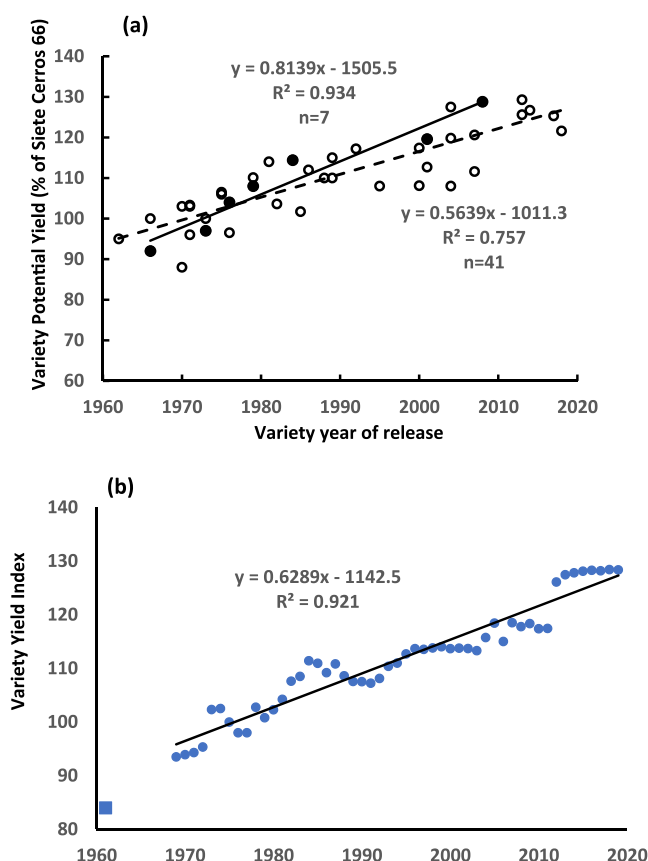 (a)
Variety Potential Yield (% of Siete Cerros 66)
140
130
120
110
100
90
80
70
60
y = 0.8139x - 1505.5
R² = 0.934
n=7
y = 0.5639x - 1011.3
R² = 0.757
n=41
1960 1970 1980 1990 2000 2010 2020
Variety year of release
(b)
Variety Yield Index
140
130
120
110
100
90
80
y = 0.6289x - 1142.5
R² = 0.921
1960 1970 1980 1990 2000 2010 2020